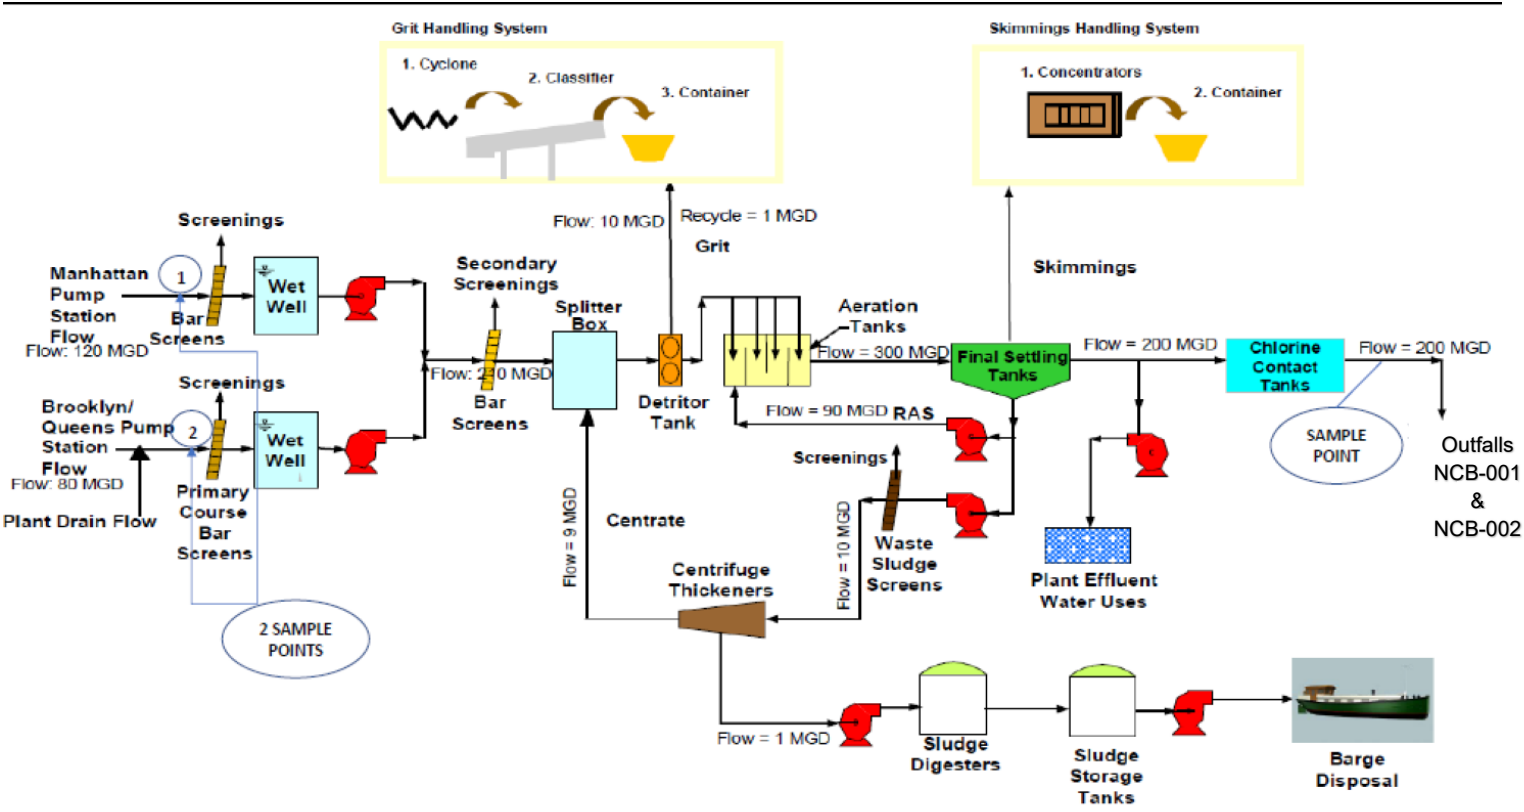 Grit Handling System
1. Cyclone
2. Classifier
3. Container
Skimmings Handling System
1. Concentrators
2. Container
Screenings
Manhattan
Pump
Station
Flow
Flow: 120 MGD
1
Bar
Screens
Wet
Well
Screenings
Brooklyn/
Queens Pump
Station
Flow
Flow: 80 MGD
Plant Drain Flow
2
Primary
Course
Bar
Screens
Wet
Well
2 SAMPLE
POINTS
Secondary
Screenings
Flow: MGD
Bar
Screens
Splitter
Box
Flow: 10 MGD
Recycle = 1 MGD
Grit
Detritor
Tank
Aeration
Tanks
Flow = 300 MGD
Flow = 90 MGD RAS
Skimmings
Final Settling
Tanks
Flow = 200 MGD
Chlorine
Contact
Tanks
Flow = 200 MGD
SAMPLE
POINT
Outfalls
NCB-001
&
NCB-002
Screenings
Waste
Sludge
Screens
Flow = 10 MGD
Plant Effluent
Water Uses
Flow = 9 MGD
Centrate
Centrifuge
Thickeners
Flow = 1 MGD
Sludge
Digesters
Sludge
Storage
Tanks
Barge
Disposal